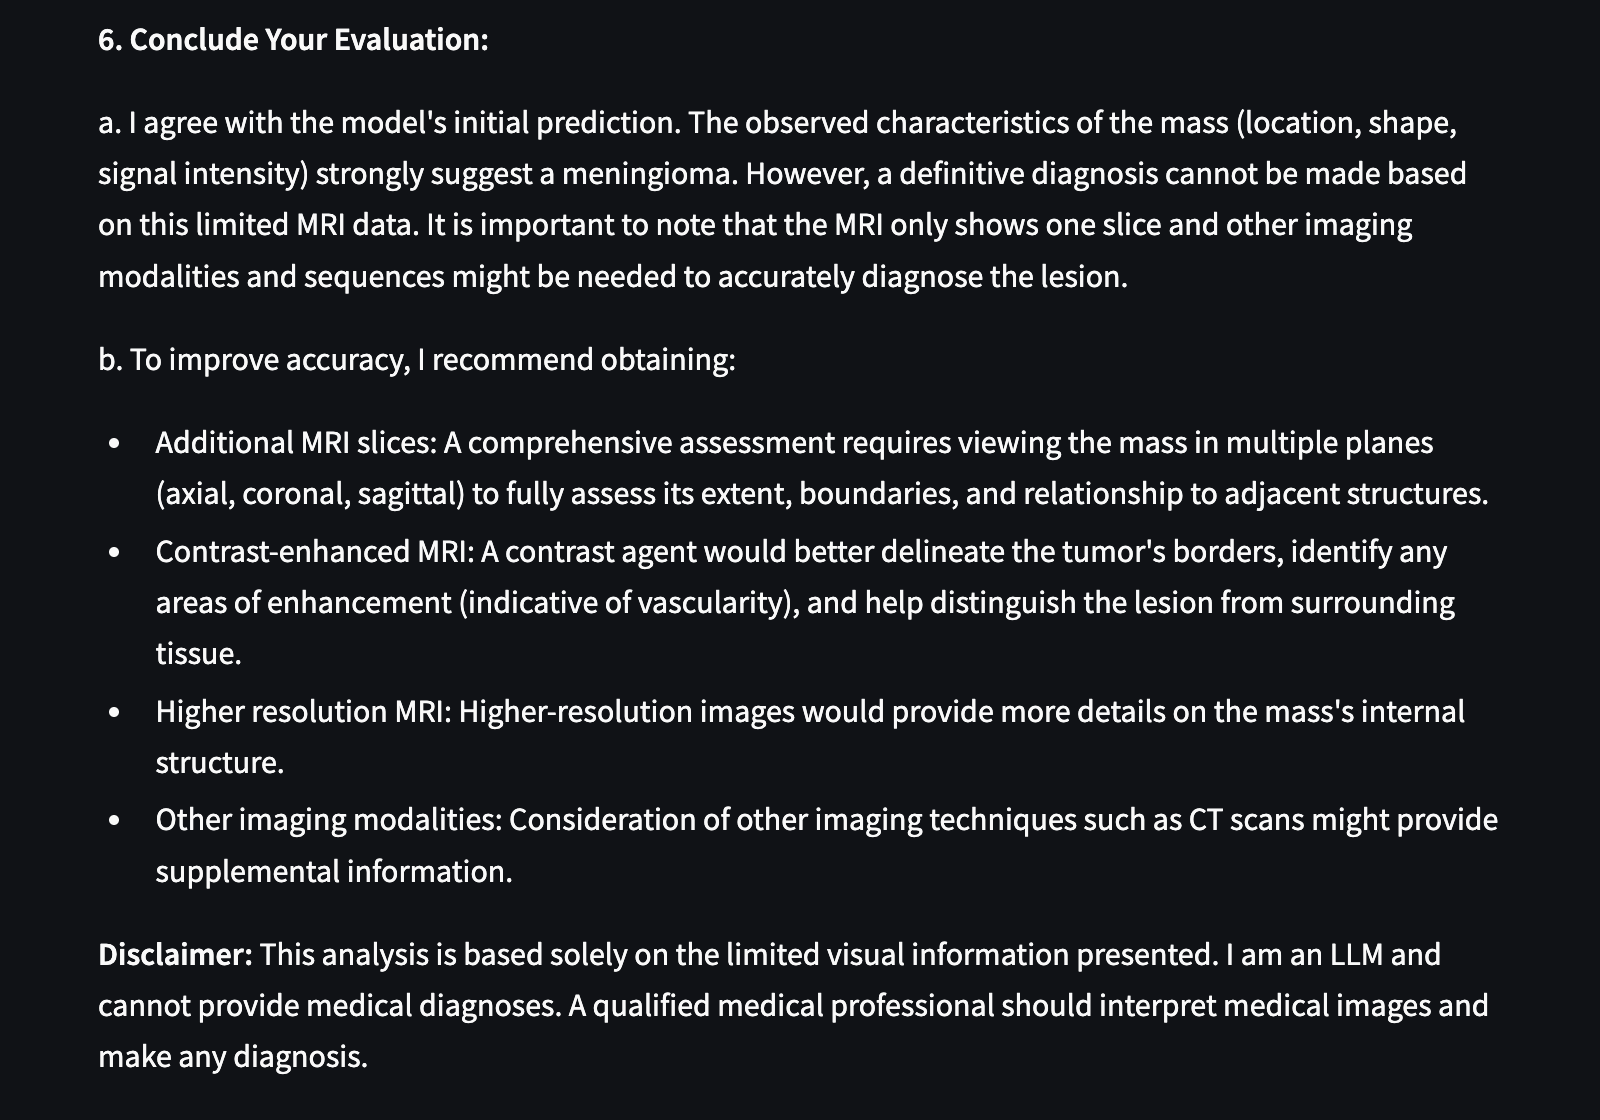 6. Conclude Your Evaluation:
a. I agree with the model's initial prediction. The observed characteristics of the mass (location, shape,
signal intensity) strongly suggest a meningioma. However, a definitive diagnosis cannot be made based
on this limited MRI data. It is important to note that the MRI only shows one slice and other imaging
modalities and sequences might be needed to accurately diagnose the lesion.
b. To improve accuracy, I recommend obtaining:
• Additional MRI slices: A comprehensive assessment requires viewing the mass in multiple planes
(axial, coronal, sagittal) to fully assess its extent, boundaries, and relationship to adjacent structures.
• Contrast-enhanced MRI: A contrast agent would better delineate the tumor's borders, identify any
areas of enhancement (indicative of vascularity), and help distinguish the lesion from surrounding
tissue.
• Higher resolution MRI: Higher-resolution images would provide more details on the mass's internal
structure.
• Other imaging modalities: Consideration of other imaging techniques such as CT scans might provide
supplemental information.
Disclaimer: This analysis is based solely on the limited visual information presented. I am an LLM and
cannot provide medical diagnoses. A qualified medical professional should interpret medical images and
make any diagnosis.